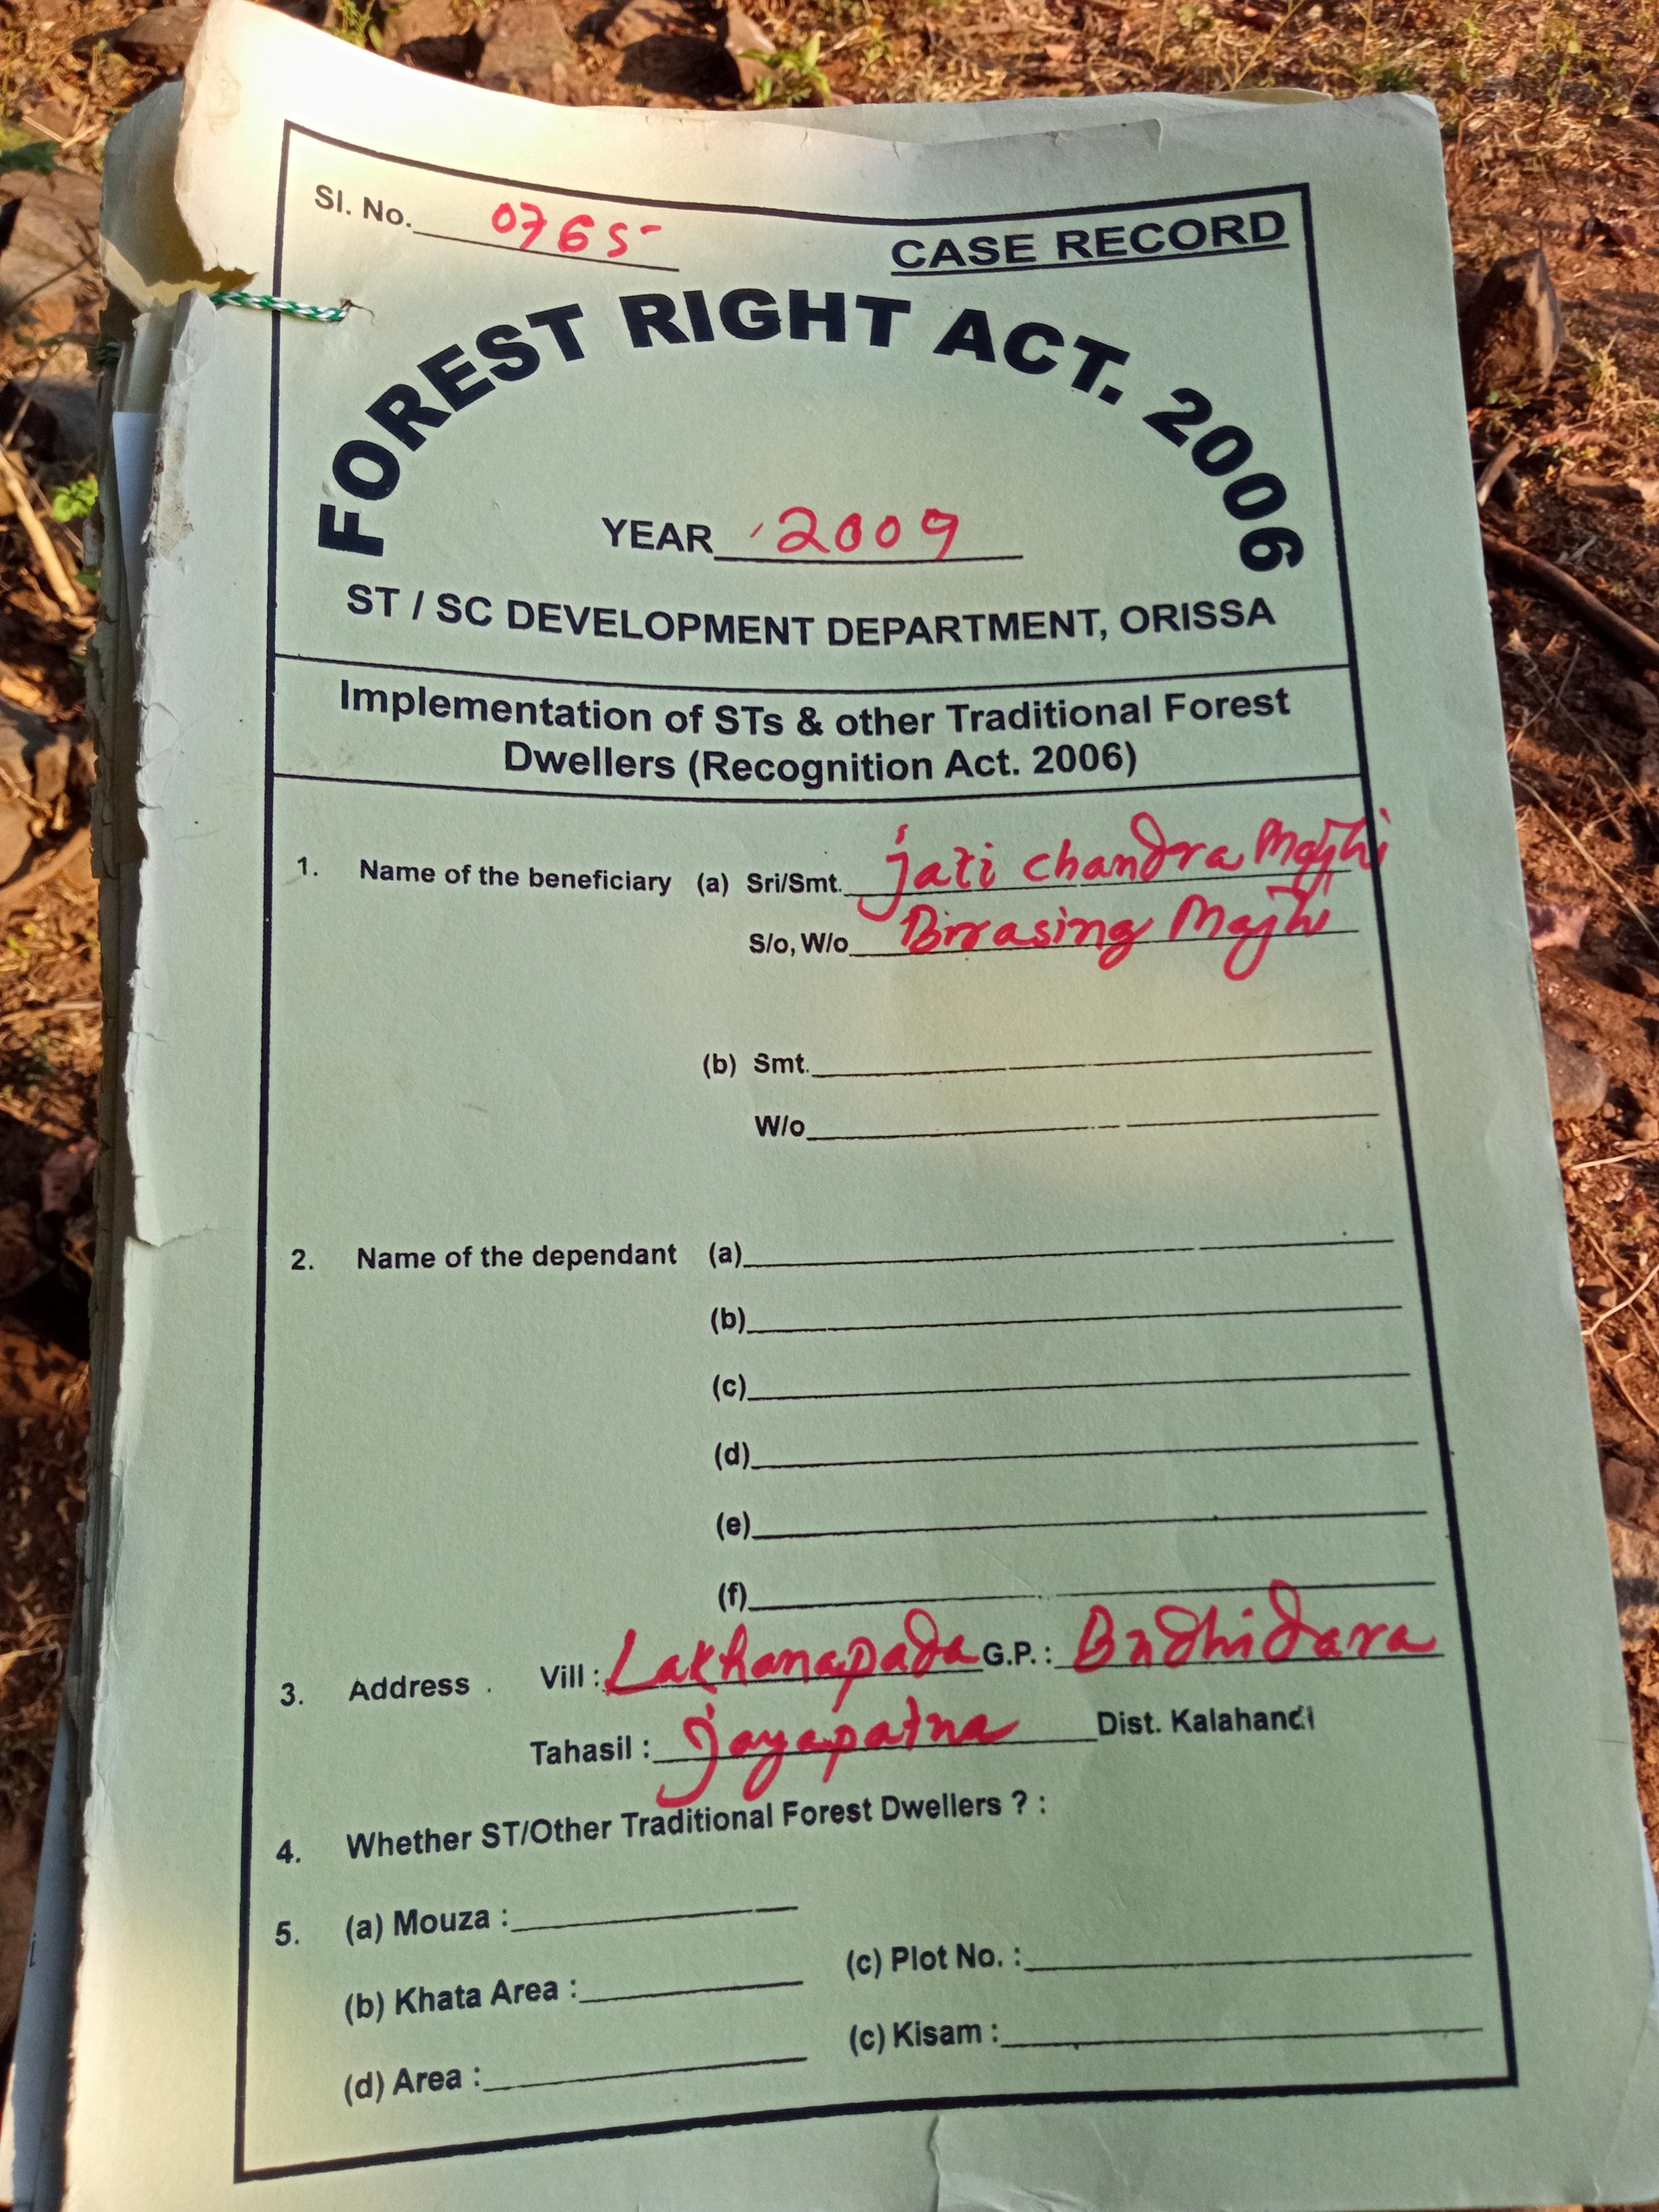 Sl. No. 0765
CASE RECORD
FOREST RIGHT ACT. 2006
YEAR 2009
ST / SC DEVELOPMENT DEPARTMENT, ORISSA
Implementation of STs & other Traditional Forest
Dwellers (Recognition Act. 2006)
1. Name of the beneficiary (a) Sri/Smt. Jati chandra Majhi
S/o, W/o Birasing Majhi
(b) Smt.
W/o
2. Name of the dependant (a)
(b)
(c)
(d)
(e)
(f)
3. Address . Vill : Lakhanapada G.P. :
Tahasil : Jayapatna Dist. Kalahandi
4. Whether ST/Other Traditional Forest Dwellers ? :
5. (a) Mouza :
(c) Plot No. :
(b) Khata Area :
(c) Kisam :
(d) Area :